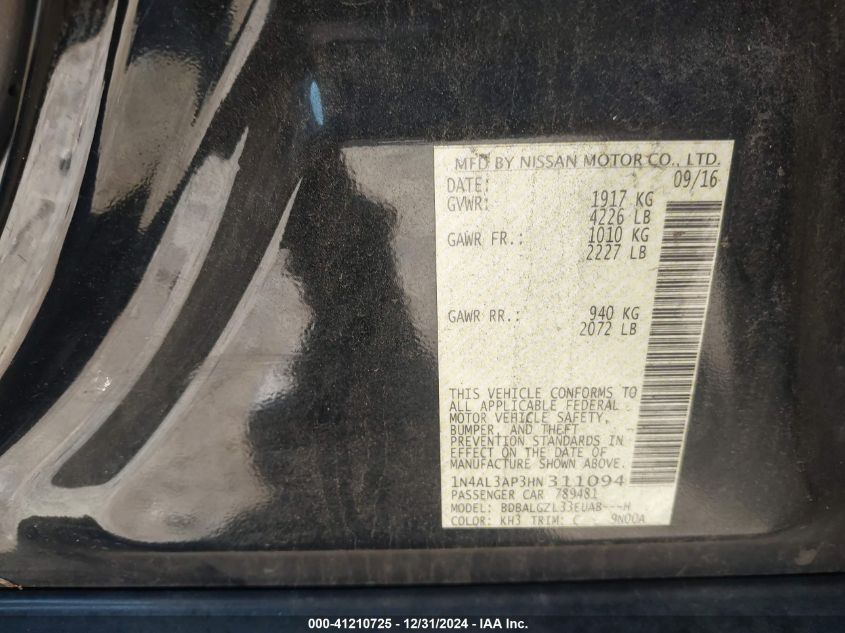 MFD BY NISSAN MOTOR CO., LTD.
DATE: 09/16
GVWR: 1917 KG
4226 LB
GAWR FR.: 1010 KG
2227 LB
GAWR RR.: 940 KG
2072 LB
THIS VEHICLE CONFORMS TO
ALL APPLICABLE FEDERAL
MOTOR VEHICLE SAFETY,
BUMPER, AND THEFT
PREVENTION STANDARDS IN
EFFECT ON THE DATE OF
MANUFACTURE SHOWN ABOVE.
1N4AL3AP3HN311094
PASSENGER CAR 789481
MODEL: BDBALGZL33EUAB---H
COLOR: KH3 TRIM: C 9N00A
000-41210725 - 12/31/2024 - IAA Inc.